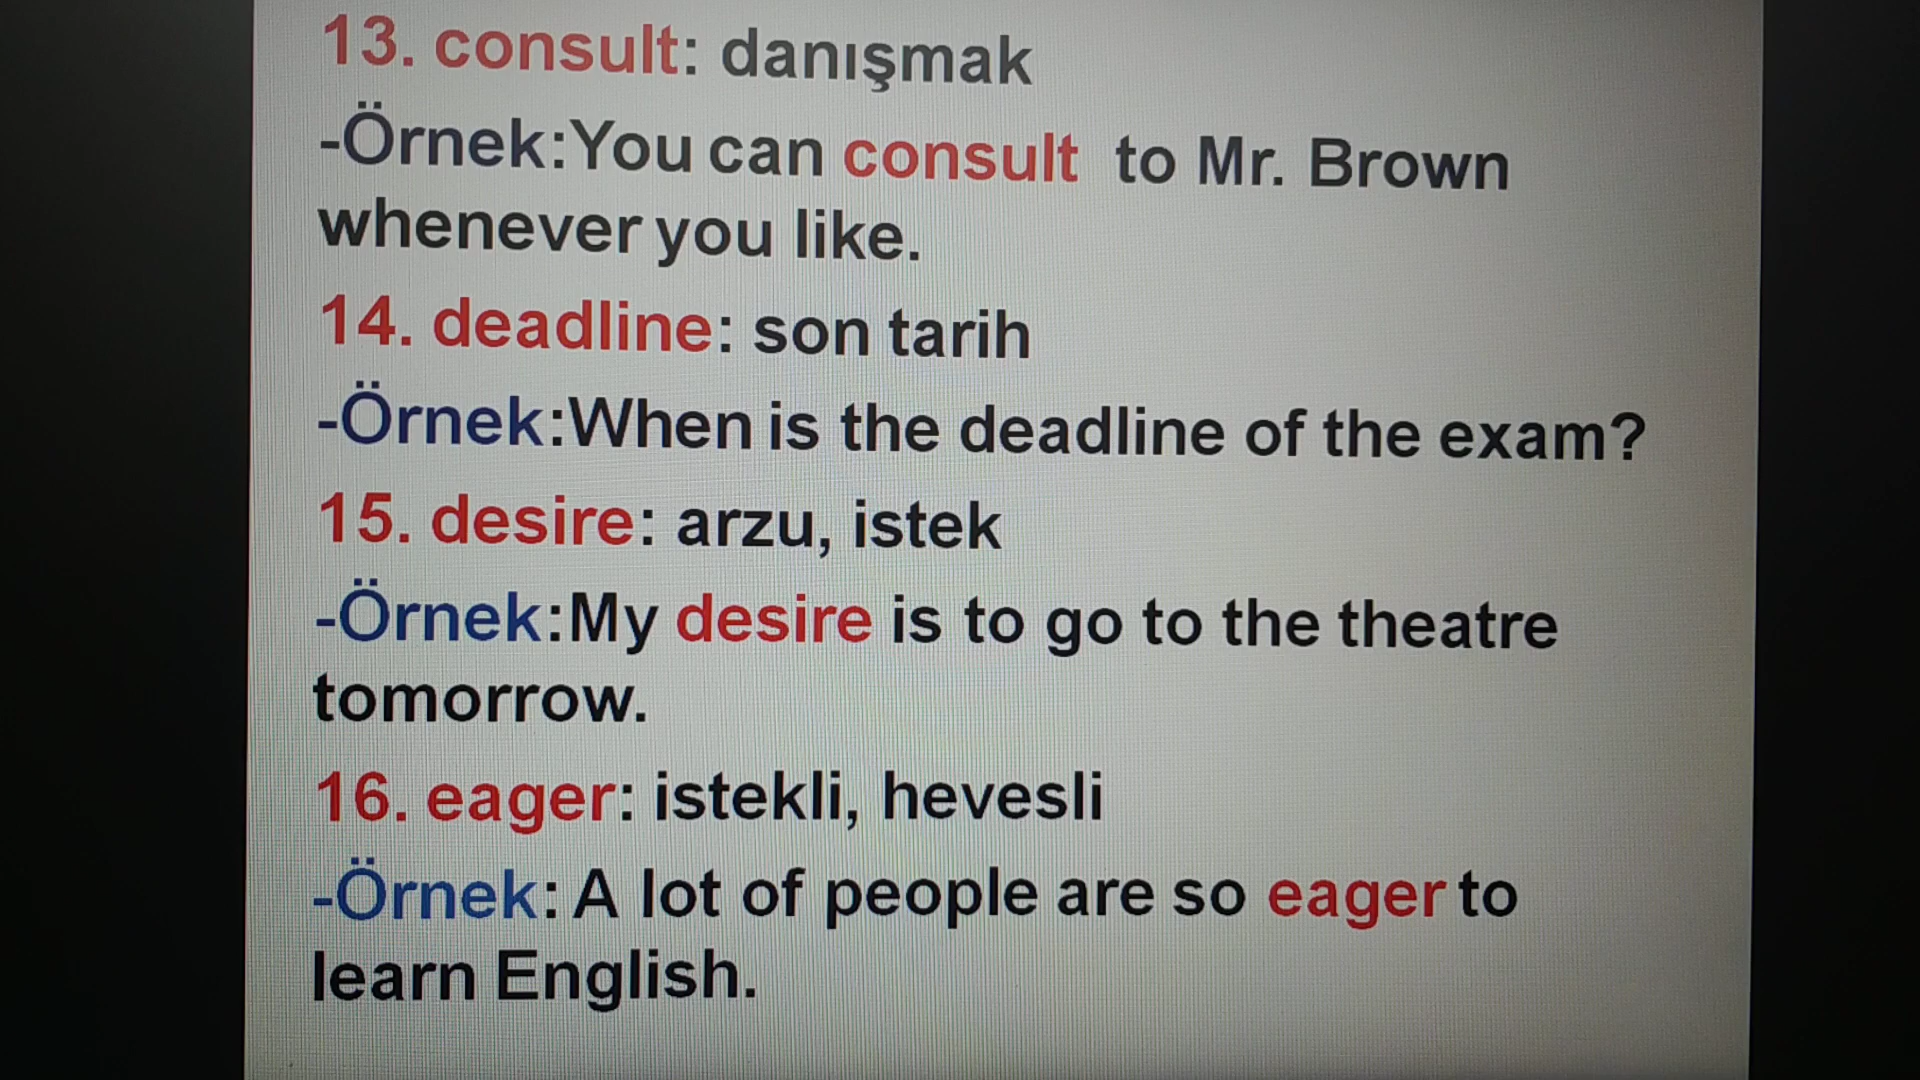 13. consult: danışmak
-Örnek:You can consult to Mr. Brown
whenever you like.
14. deadline: son tarih
-Örnek:When is the deadline of the exam?
15. desire: arzu, istek
-Örnek:My desire is to go to the theatre
tomorrow.
16. eager: istekli, hevesli
-Örnek: A lot of people are so eager to
learn English.